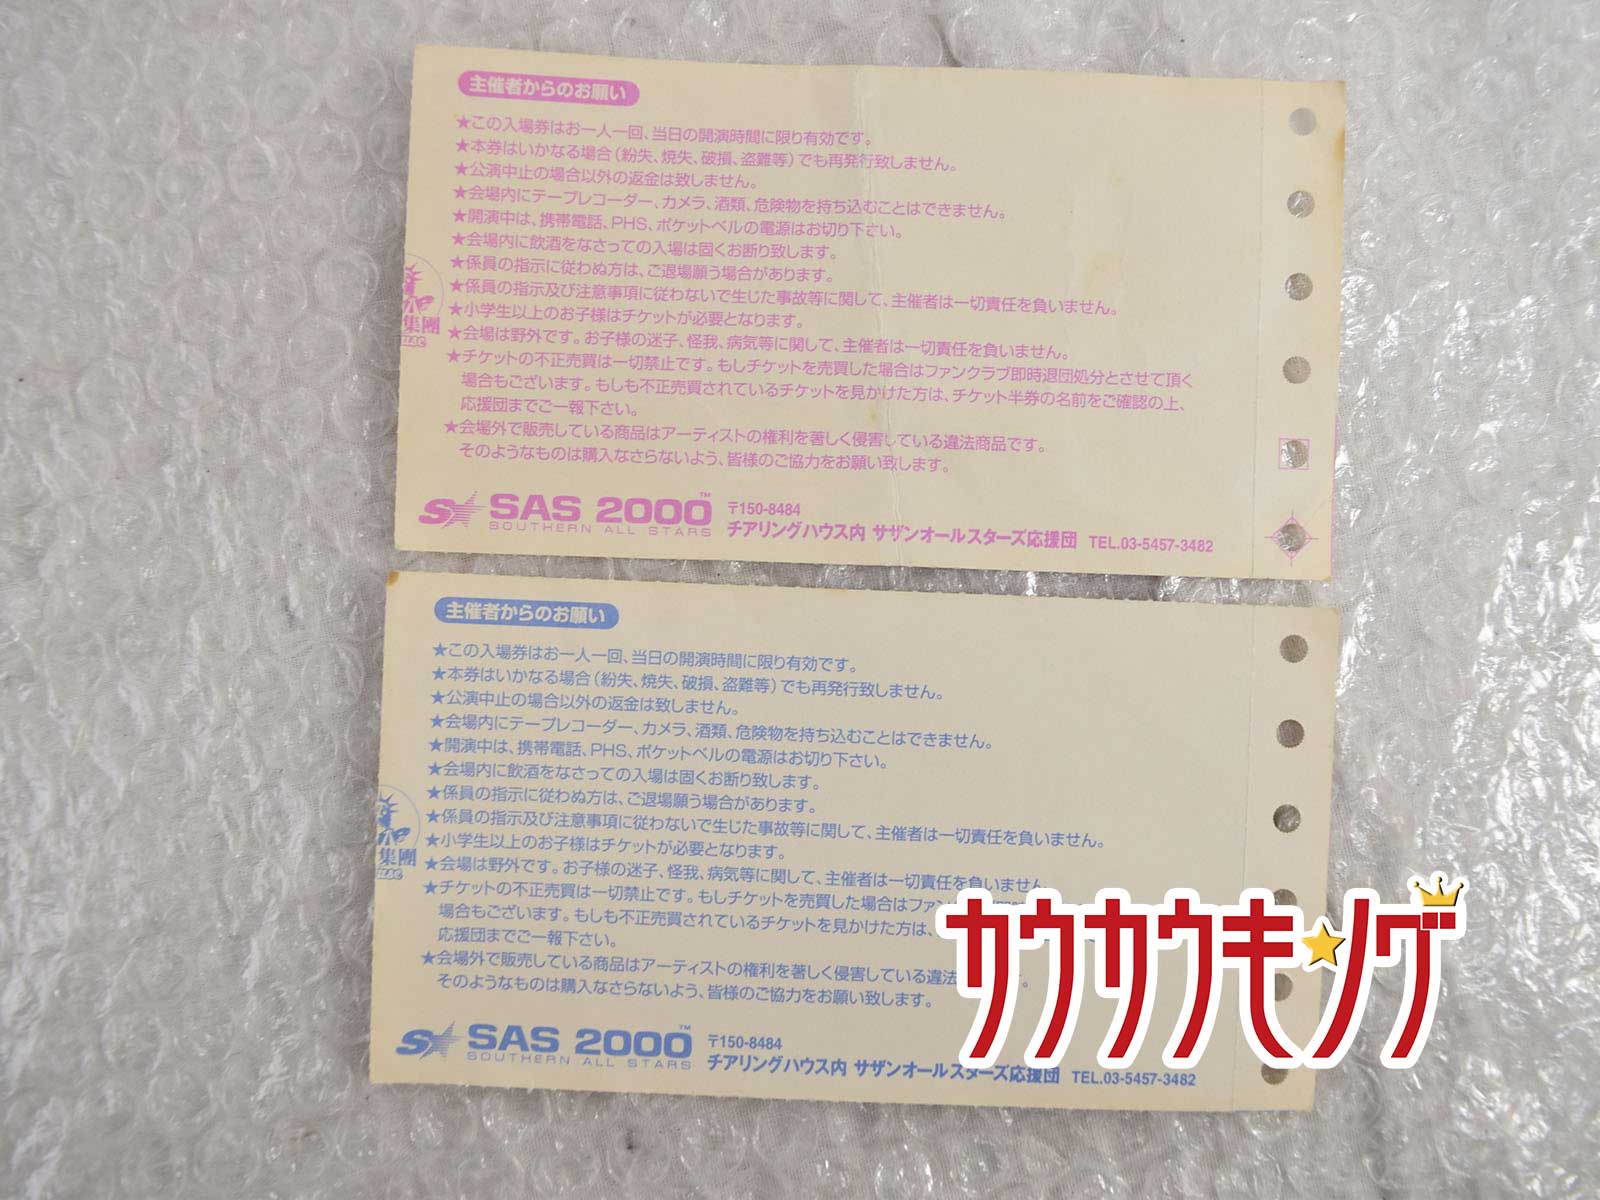 主催者からのお願い
★この入場券はお一人一回、当日の開演時間に限り有効です。
★本券はいかなる場合(紛失、焼失、破損、盗難等)でも再発行致しません。
★公演中止の場合以外の返金は致しません。
★会場内にテープレコーダー、カメラ、酒類、危険物を持ち込むことはできません。
★開演中は、携帯電話、PHS、ポケットベルの電源はお切り下さい。
★会場内に飲酒をなさっての入場は固くお断り致します。
★係員の指示に従わぬ方は、ご退場願う場合があります。
★係員の指示及び注意事項に従わないで生じた事故等に関して、主催者は一切責任を負いません。
★小学生以上のお子様はチケットが必要となります。
★会場は野外です。お子様の迷子、怪我、病気等に関して、主催者は一切責任を負いません。
★チケットの不正売買は一切禁止です。もしチケットを売買した場合はファンクラブ即時退団処分とさせて頂く
場合もございます。もしも不正売買されているチケットを見かけた方は、チケット半券の名前をご確認の上、
応援団までご一報下さい。
★会場外で販売している商品はアーティストの権利を著しく侵害している違法商品です。
そのようなものは購入なさらないよう、皆様のご協力をお願い致します。
集團
SAS 2000™
SOUTHERN ALL STARS
〒150-8484
チアリングハウス内 サザンオールスターズ応援団 TEL.03-5457-3482
主催者からのお願い
★この入場券はお一人一回、当日の開演時間に限り有効です。
★本券はいかなる場合(紛失、焼失、破損、盗難等)でも再発行致しません。
★公演中止の場合以外の返金は致しません。
★会場内にテープレコーダー、カメラ、酒類、危険物を持ち込むことはできません。
★開演中は、携帯電話、PHS、ポケットベルの電源はお切り下さい。
★会場内に飲酒をなさっての入場は固くお断り致します。
★係員の指示に従わぬ方は、ご退場願う場合があります。
★係員の指示及び注意事項に従わないで生じた事故等に関して、主催者は一切責任を負いません。
★小学生以上のお子様はチケットが必要となります。
★会場は野外です。お子様の迷子、怪我、病気等に関して、主催者は一切責任を負いません。
★チケットの不正売買は一切禁止です。もしチケットを売買した場合はファン
場合もございます。もしも不正売買されているチケットを見かけた方は、
応援団までご一報下さい。
★会場外で販売している商品はアーティストの権利を著しく侵害している違法
そのようなものは購入なさらないよう、皆様のご協力をお願い致します。
集團
SAS 2000™
SOUTHERN ALL STARS
〒150-8484
チアリングハウス内 サザンオールスターズ応援団 TEL.03-5457-3482
カウカウキング